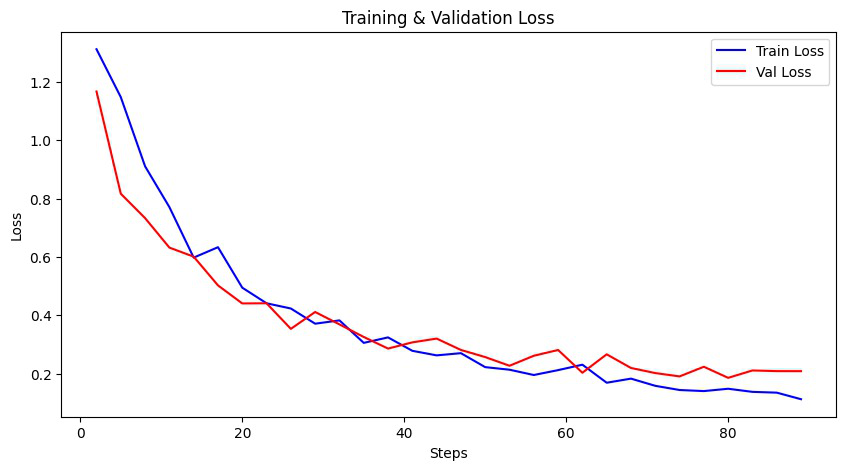 Training & Validation Loss
Train Loss
Val Loss
1.2
1.0
0.8
0.6
0.4
0.2
Loss
0 20 40 60 80
Steps